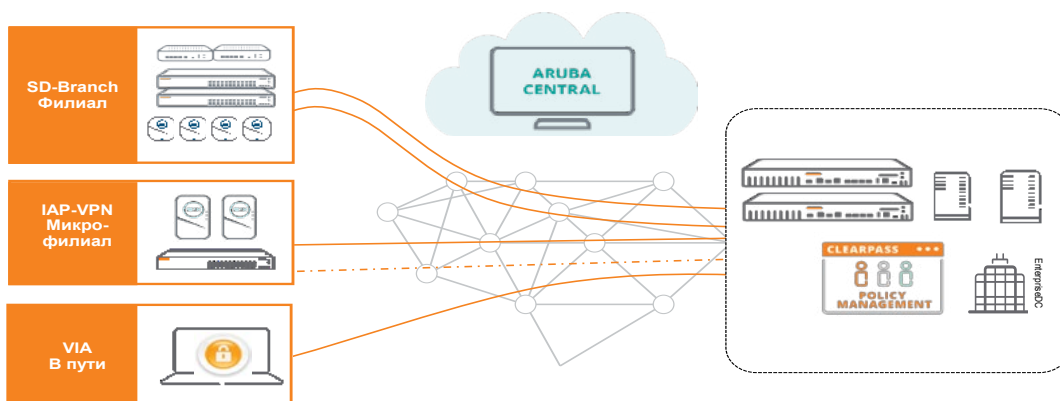 SD-Branch
Филиал
IAP-VPN
Микро-
филиал
VIA
В пути
ARUBA
CENTRAL
CLEARPASS
POLICY
MANAGEMENT
EnterpriseDC